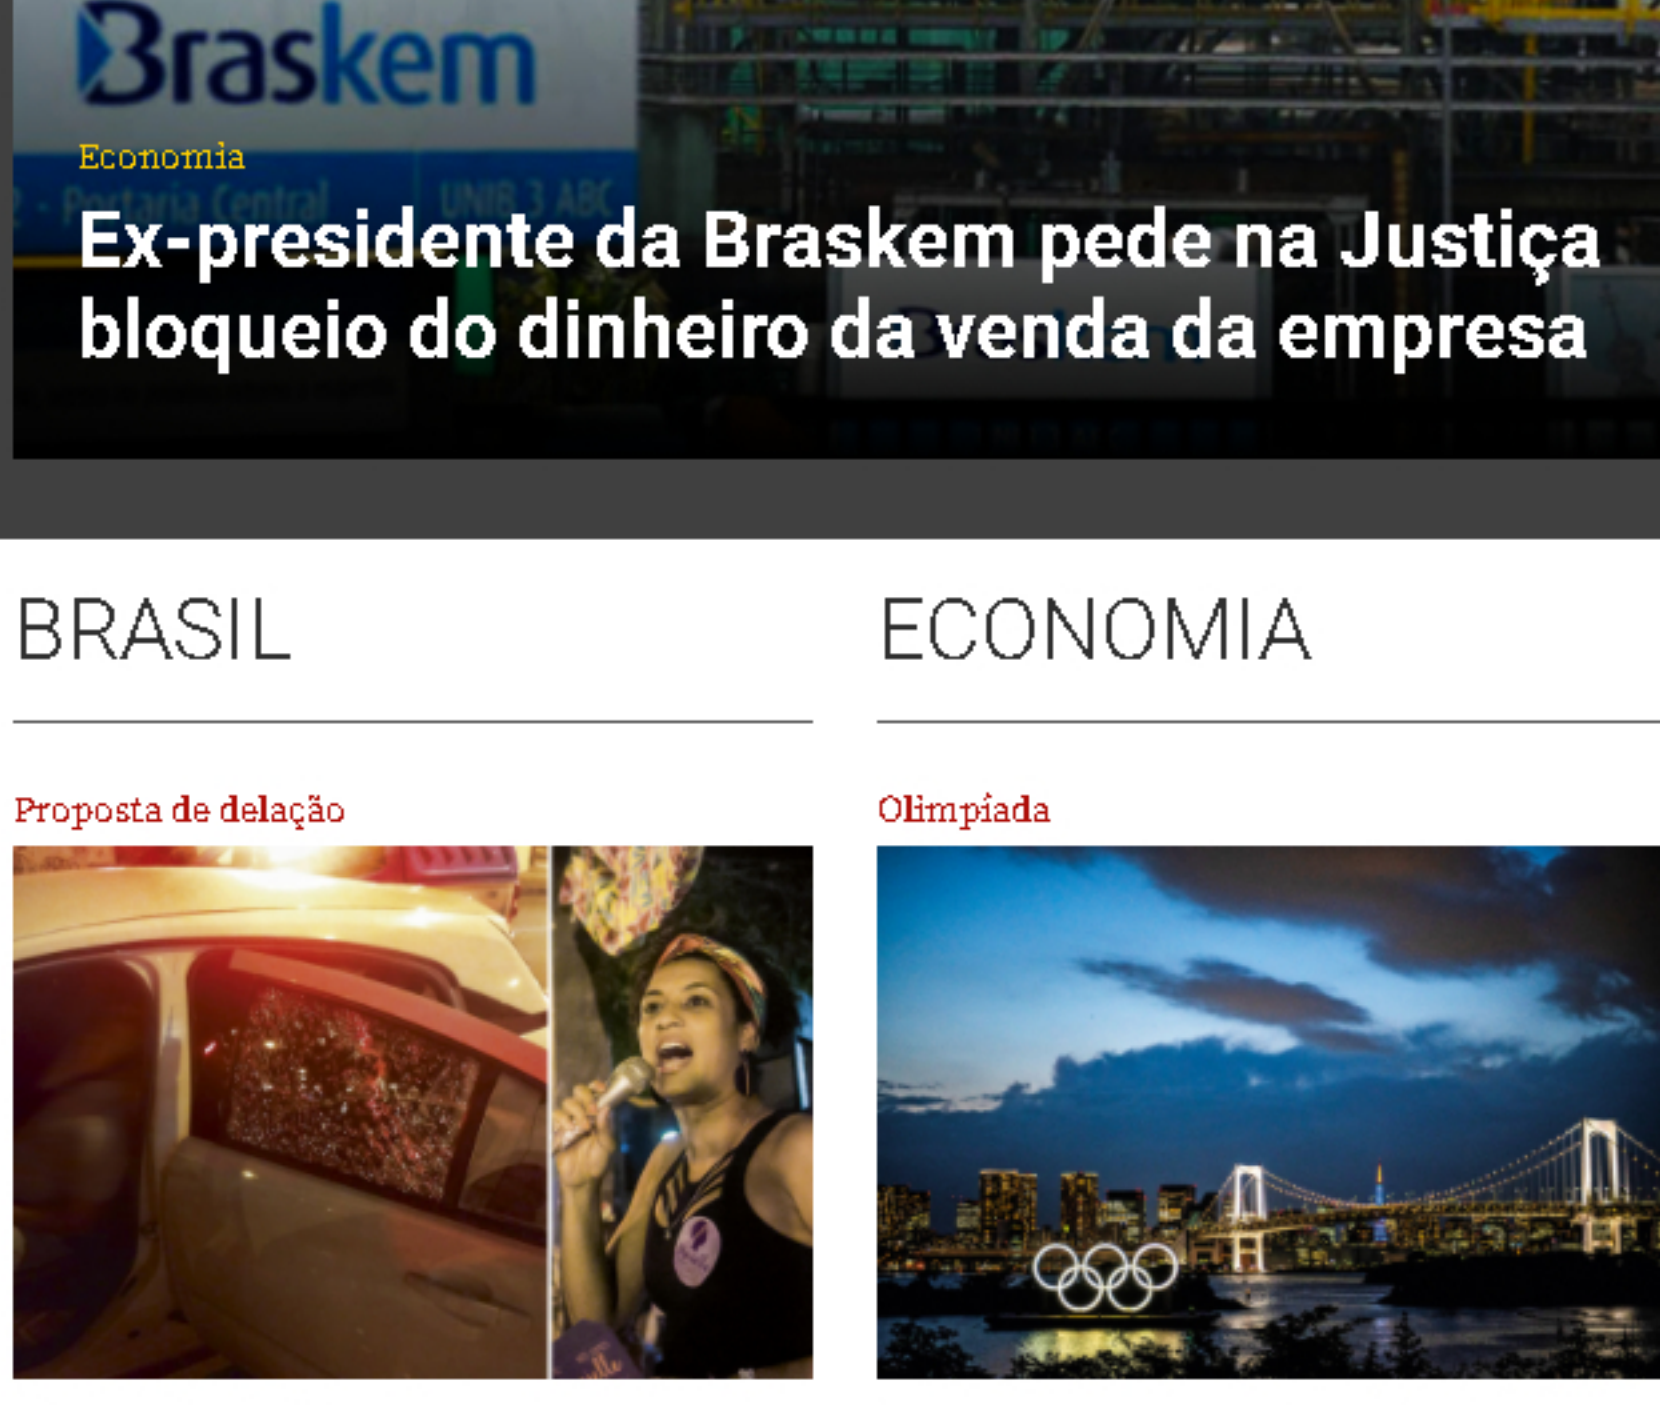 Braskem
Economia
2 - Portaria Central UNIB 3 ABC
Ex-presidente da Braskem pede na Justiça
bloqueio do dinheiro da venda da empresa
BRASIL
ECONOMIA
Proposta de delação
Olimpíada